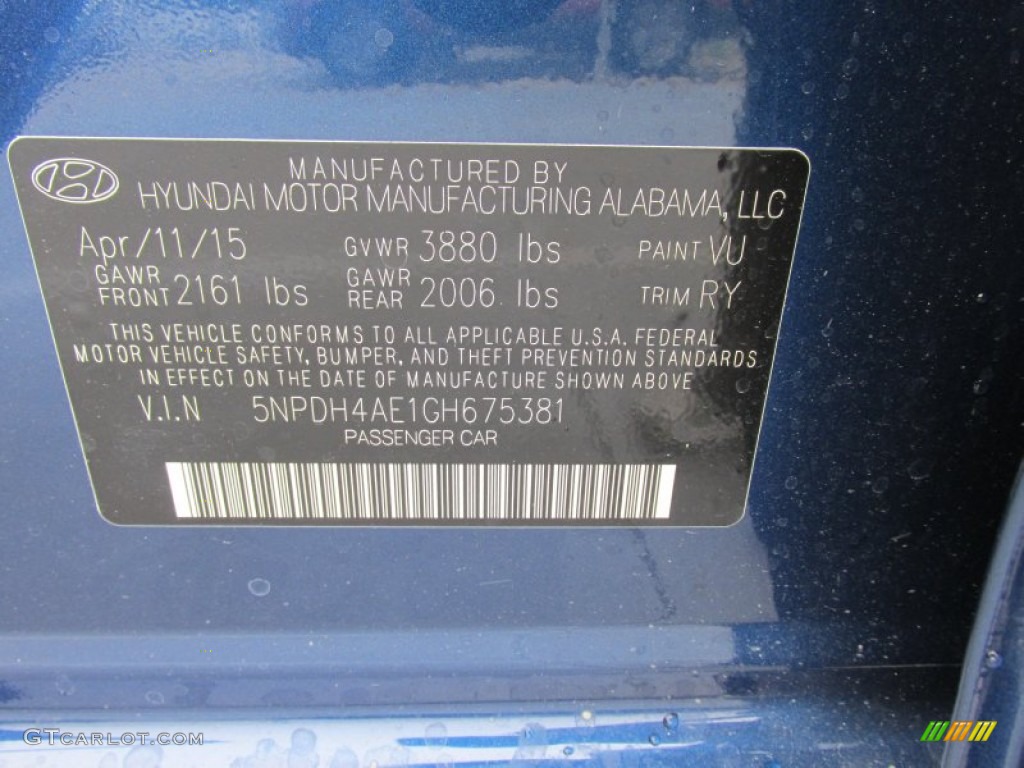 MANUFACTURED BY
HYUNDAI MOTOR MANUFACTURING ALABAMA, LLC
Apr/11/15 GVWR 3880 lbs PAINT VU
GAWR FRONT 2161 lbs GAWR REAR 2006 lbs TRIM RY
THIS VEHICLE CONFORMS TO ALL APPLICABLE U.S.A. FEDERAL
MOTOR VEHICLE SAFETY, BUMPER, AND THEFT PREVENTION STANDARDS
IN EFFECT ON THE DATE OF MANUFACTURE SHOWN ABOVE
V.I.N 5NPDH4AE1GH675381
PASSENGER CAR
GTCARLOT.COM